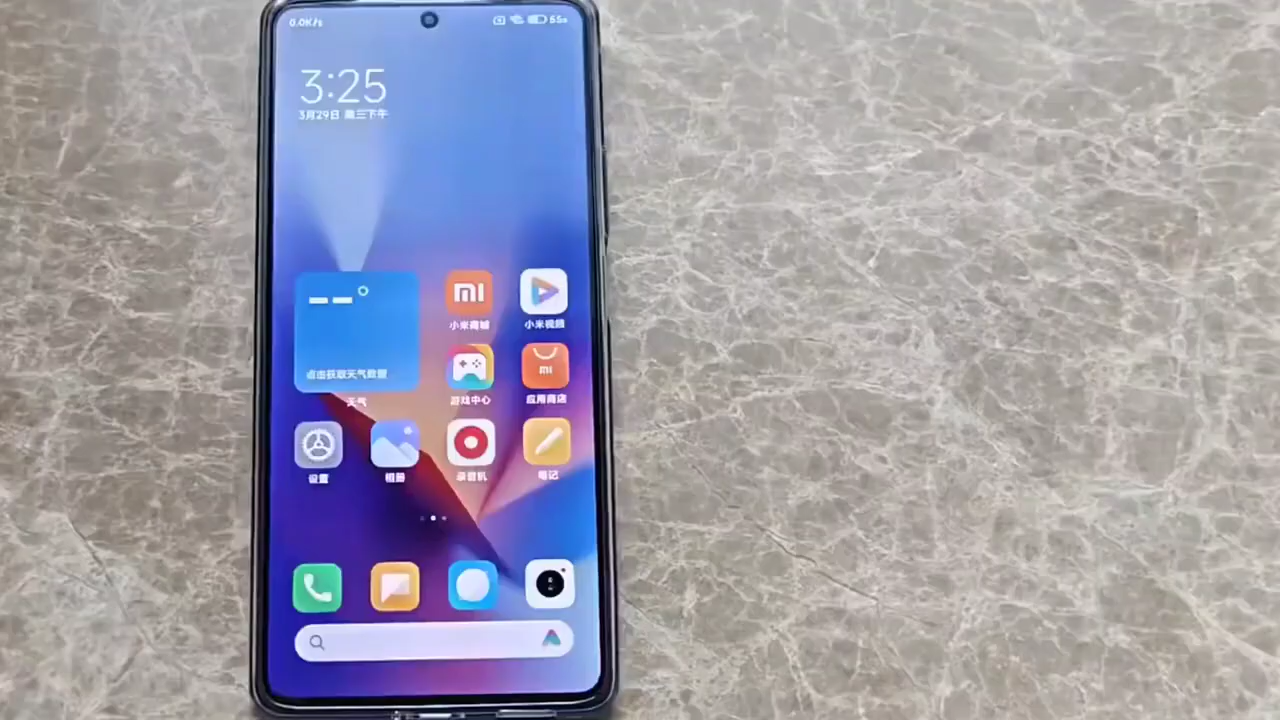 0.0K/s
3:25
3月29日 周三下午
点击获取天气数据
天气
小米商城
小米视频
游戏中心
mi
应用商店
设置
相册
录音机
笔记